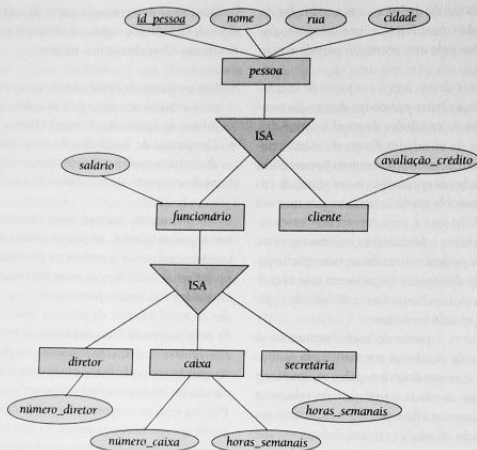 id_pessoa
nome
rua
cidade
pessoa
ISA
salário
avaliação_crédito
funcionário
cliente
ISA
diretor
caixa
secretária
número_diretor
horas_semanais
número_caixa
horas_semanais